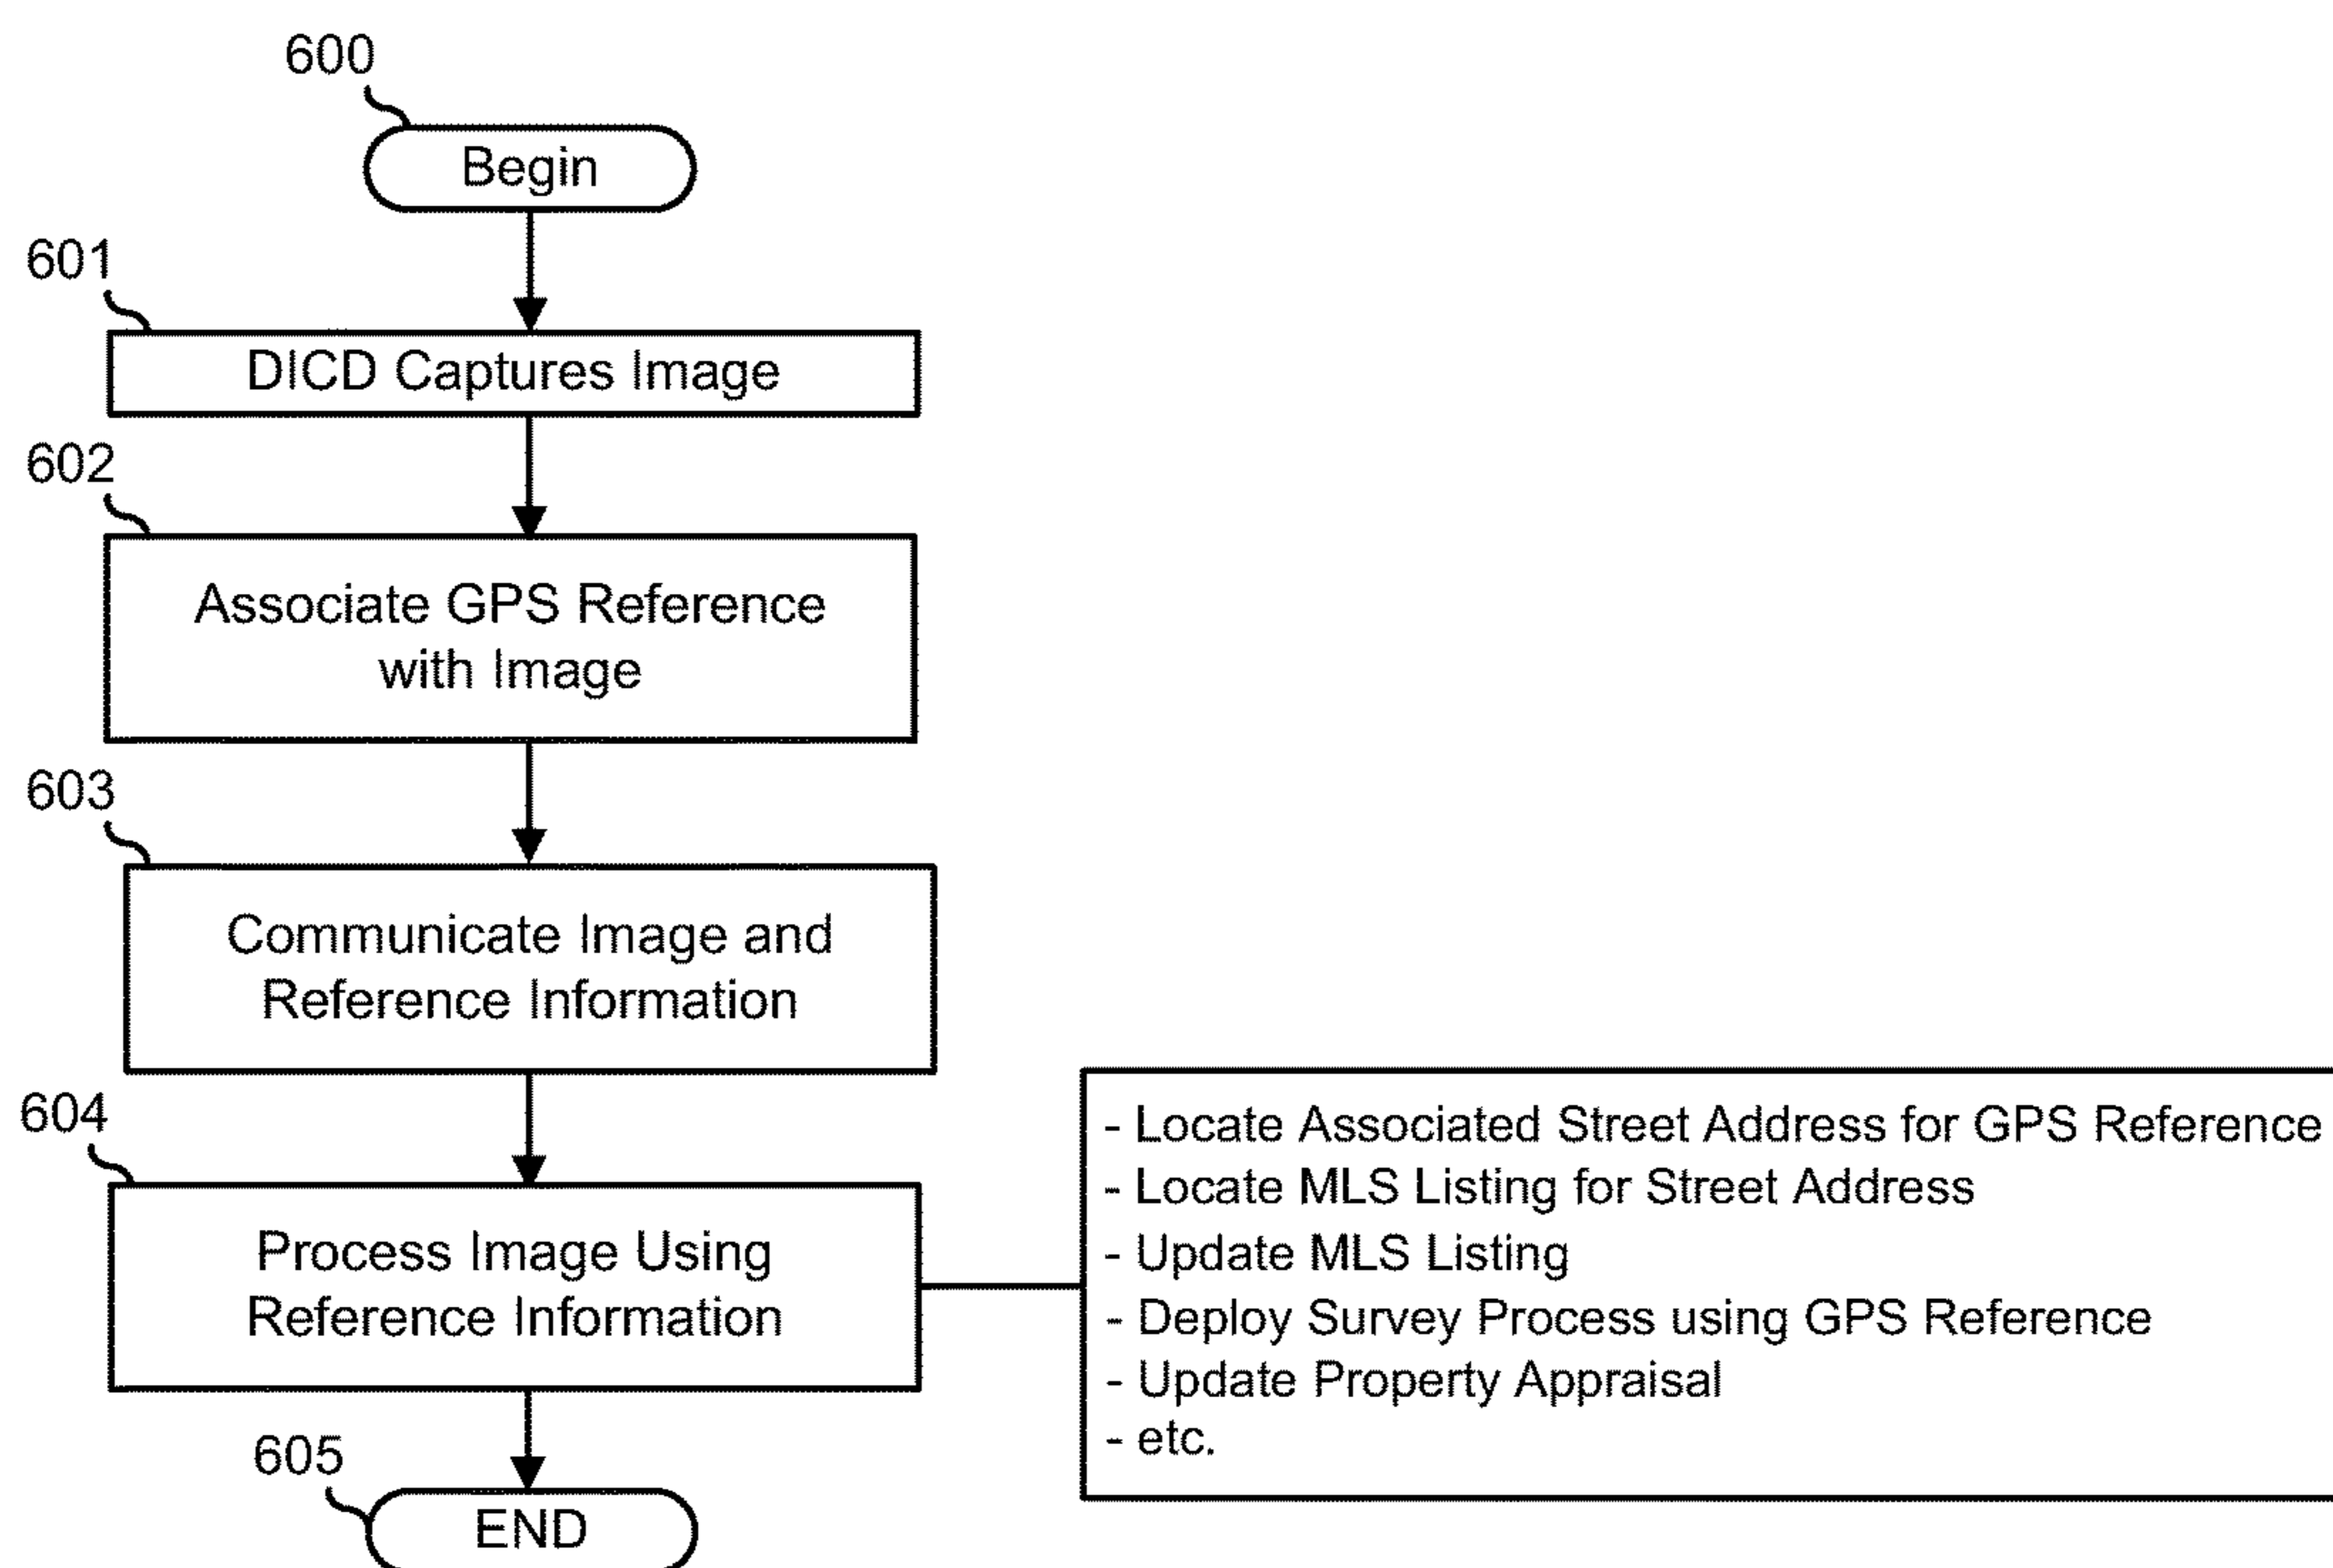 600
Begin
601
DICD Captures Image
602
Associate GPS Reference
with Image
603
Communicate Image and
Reference Information
604
Process Image Using
Reference Information
- Locate Associated Street Address for GPS Reference
- Locate MLS Listing for Street Address
- Update MLS Listing
- Deploy Survey Process using GPS Reference
- Update Property Appraisal
- etc.
605
END